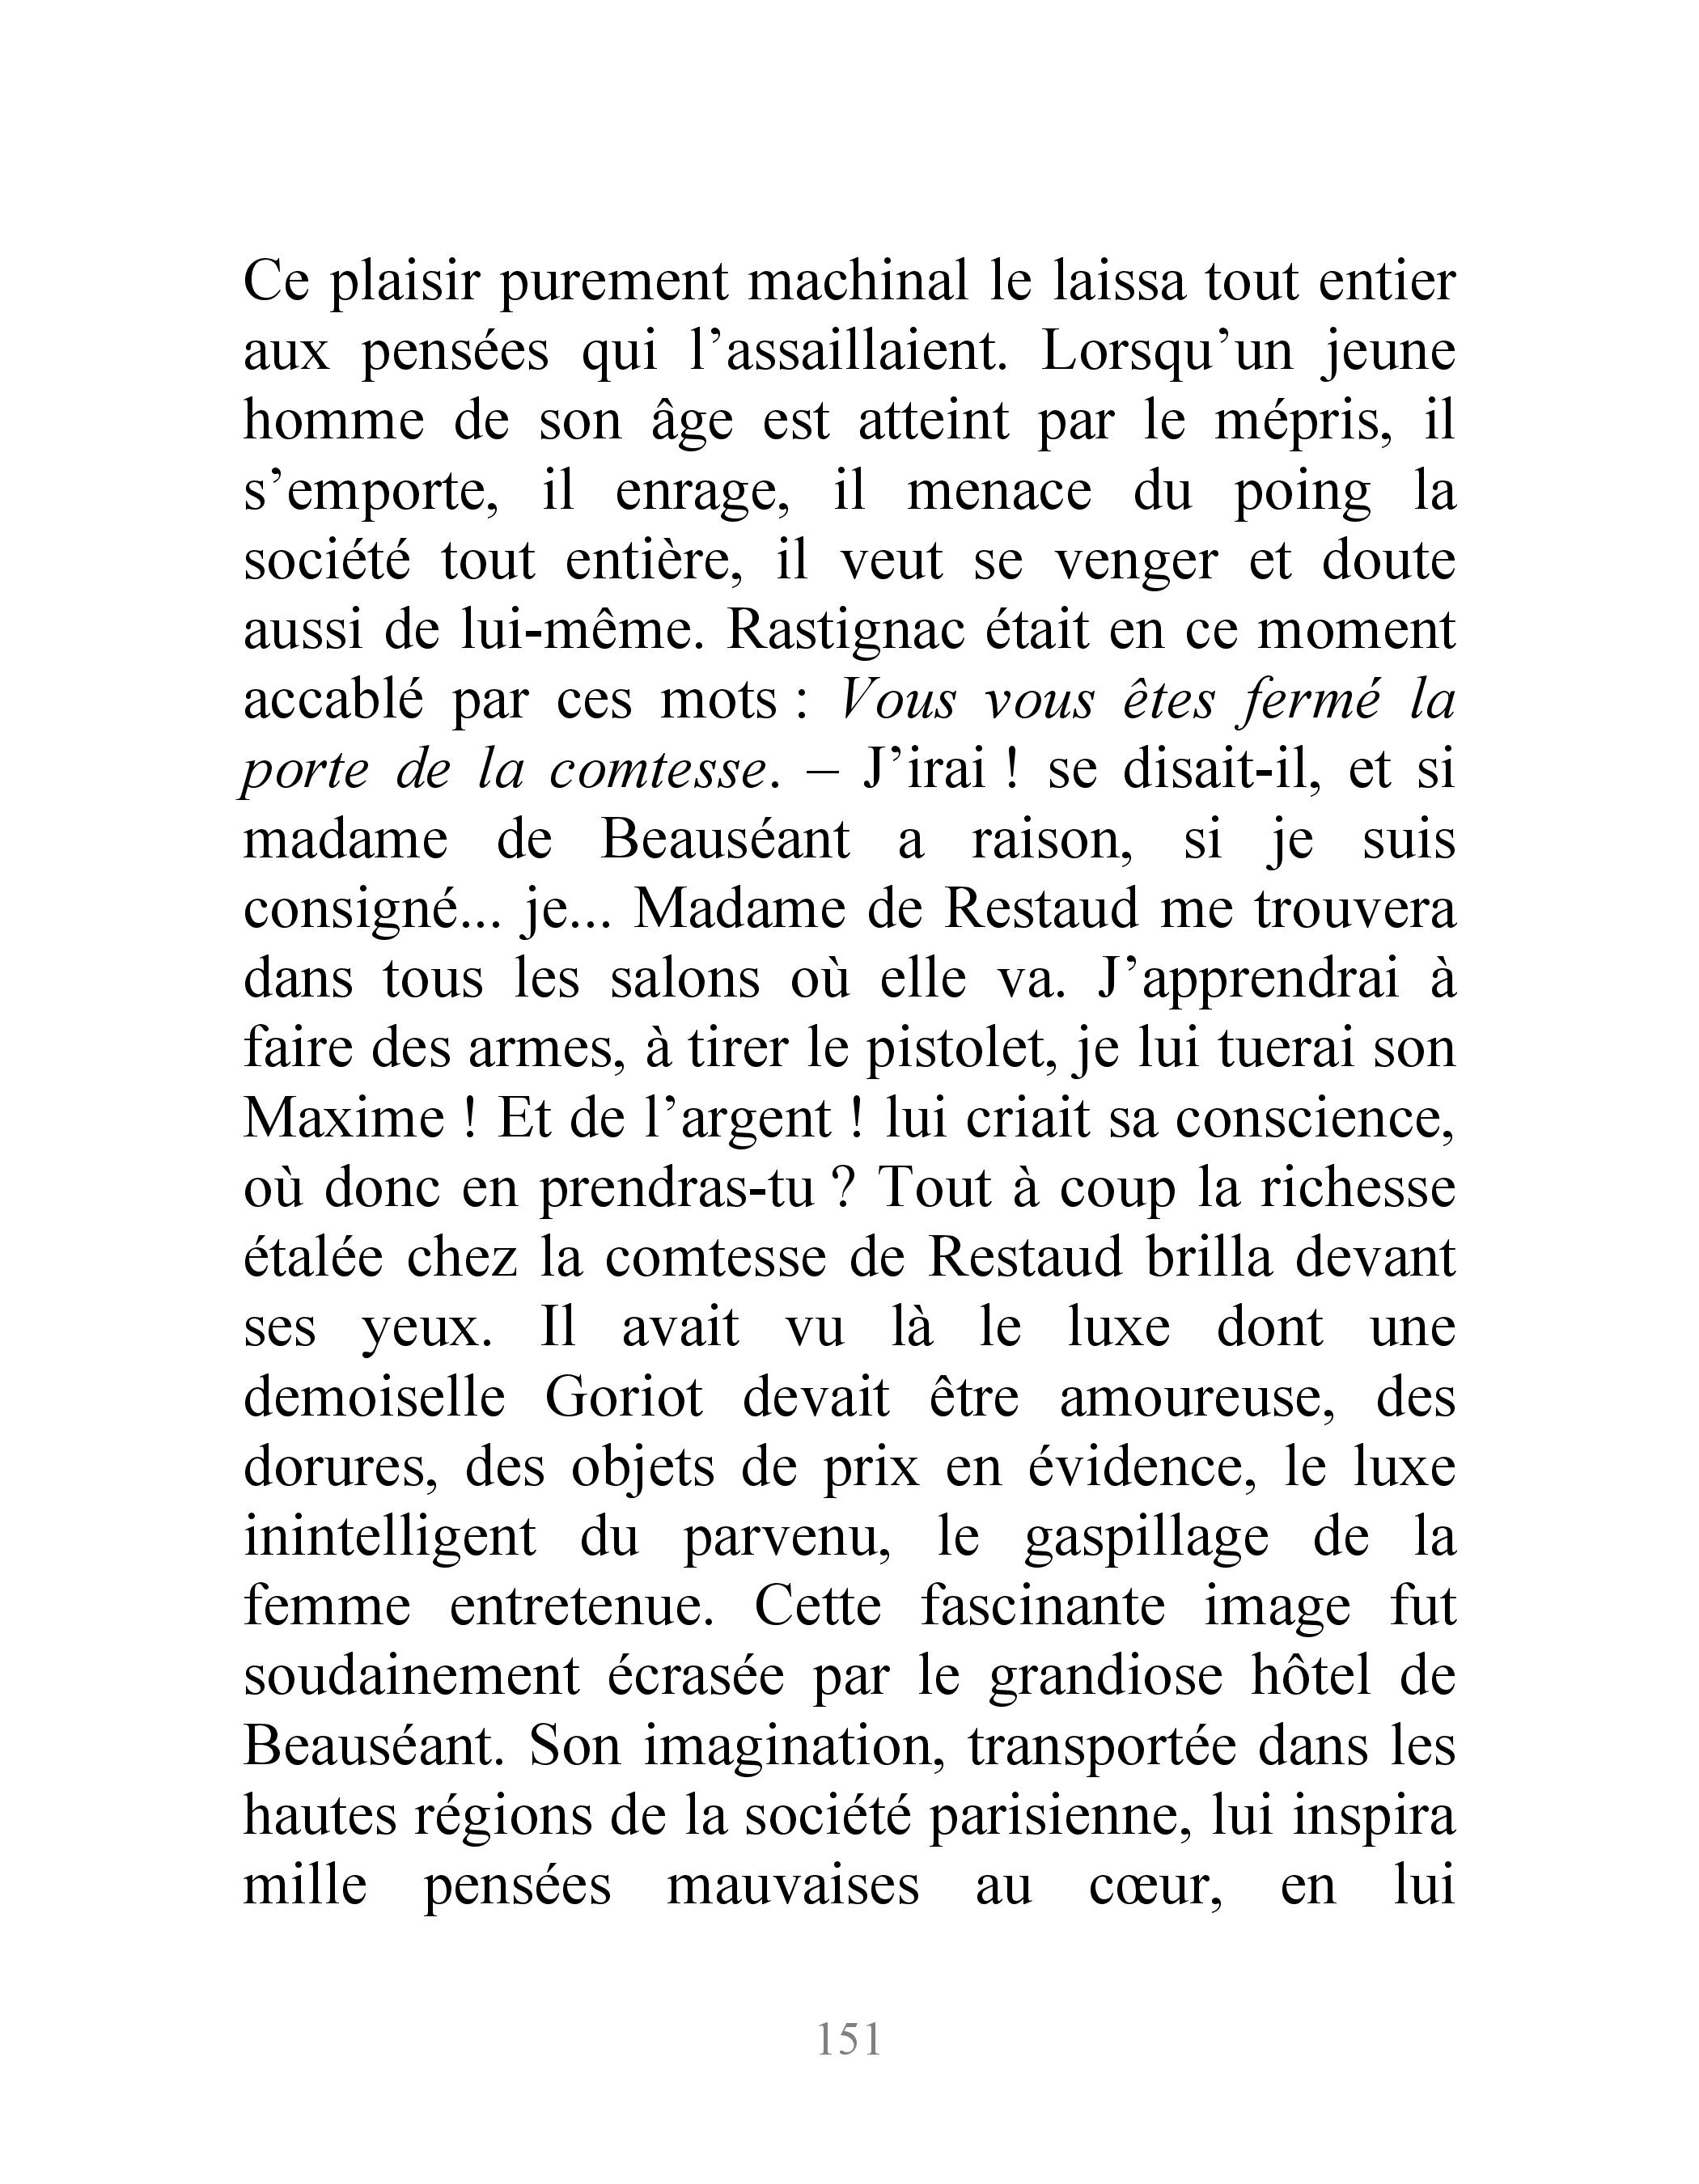 Ce plaisir purement machinal le laissa tout entier
aux pensées qui l’assaillaient. Lorsqu’un jeune
homme de son âge est atteint par le mépris, il
s’emporte, il enrage, il menace du poing la
société tout entière, il veut se venger et doute
aussi de lui-même. Rastignac était en ce moment
accablé par ces mots : Vous vous êtes fermé la
porte de la comtesse. – J’irai ! se disait-il, et si
madame de Beauséant a raison, si je suis
consigné... je... Madame de Restaud me trouvera
dans tous les salons où elle va. J’apprendrai à
faire des armes, à tirer le pistolet, je lui tuerai son
Maxime ! Et de l’argent ! lui criait sa conscience,
où donc en prendras-tu ? Tout à coup la richesse
étalée chez la comtesse de Restaud brilla devant
ses yeux. Il avait vu là le luxe dont une
demoiselle Goriot devait être amoureuse, des
dorures, des objets de prix en évidence, le luxe
inintelligent du parvenu, le gaspillage de la
femme entretenue. Cette fascinante image fut
soudainement écrasée par le grandiose hôtel de
Beauséant. Son imagination, transportée dans les
hautes régions de la société parisienne, lui inspira
mille pensées mauvaises au cœur, en lui
151